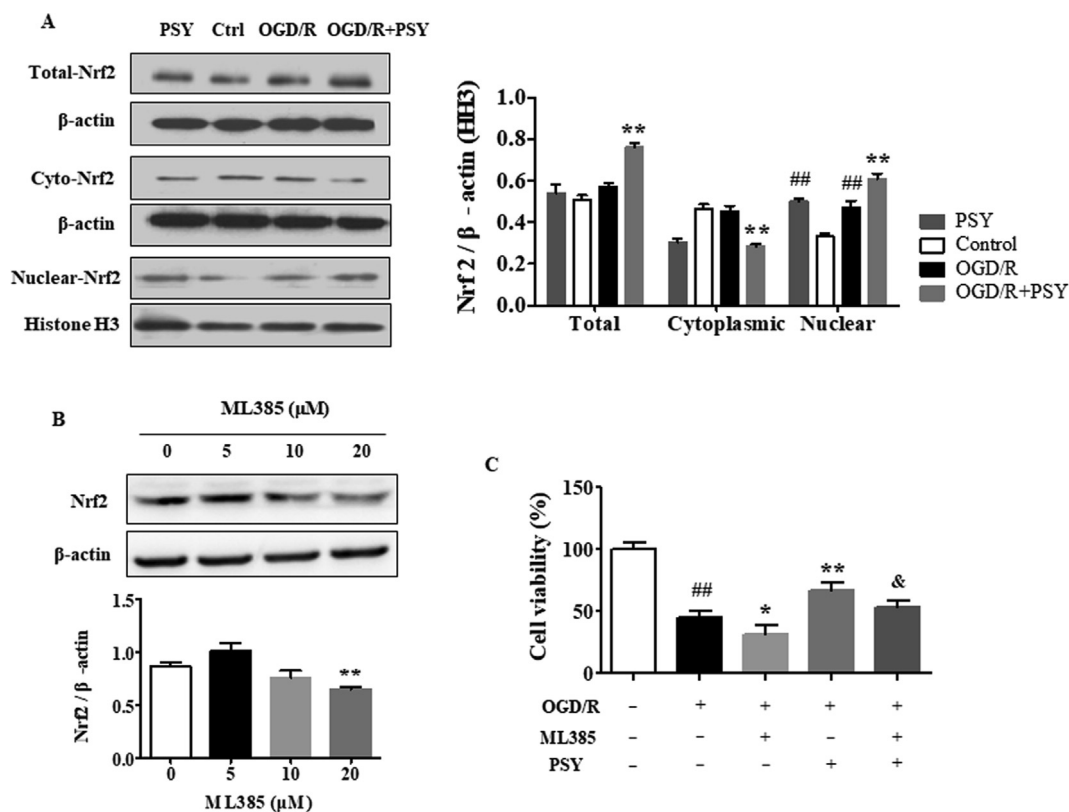 A
PSY Ctrl OGD/R OGD/R+PSY
Total-Nrf2
β-actin
Cyto-Nrf2
β-actin
Nuclear-Nrf2
Histone H3
Nrf2 / β - actin (HH3)
1.0
0.8
0.6
0.4
0.2
0.0
**
**
## ## **
Total Cytoplasmic Nuclear
PSY
Control
OGD/R
OGD/R+PSY
B
ML385 (μM)
0 5 10 20
Nrf2
β-actin
Nrf2 / β -actin
1.5
1.0
0.5
0.0
**
0 5 10 20
ML385 (μM)
C
Cell viability (%)
150
100
50
0
## * ** &
OGD/R − + + + +
ML385 − − + − +
PSY − − − + +